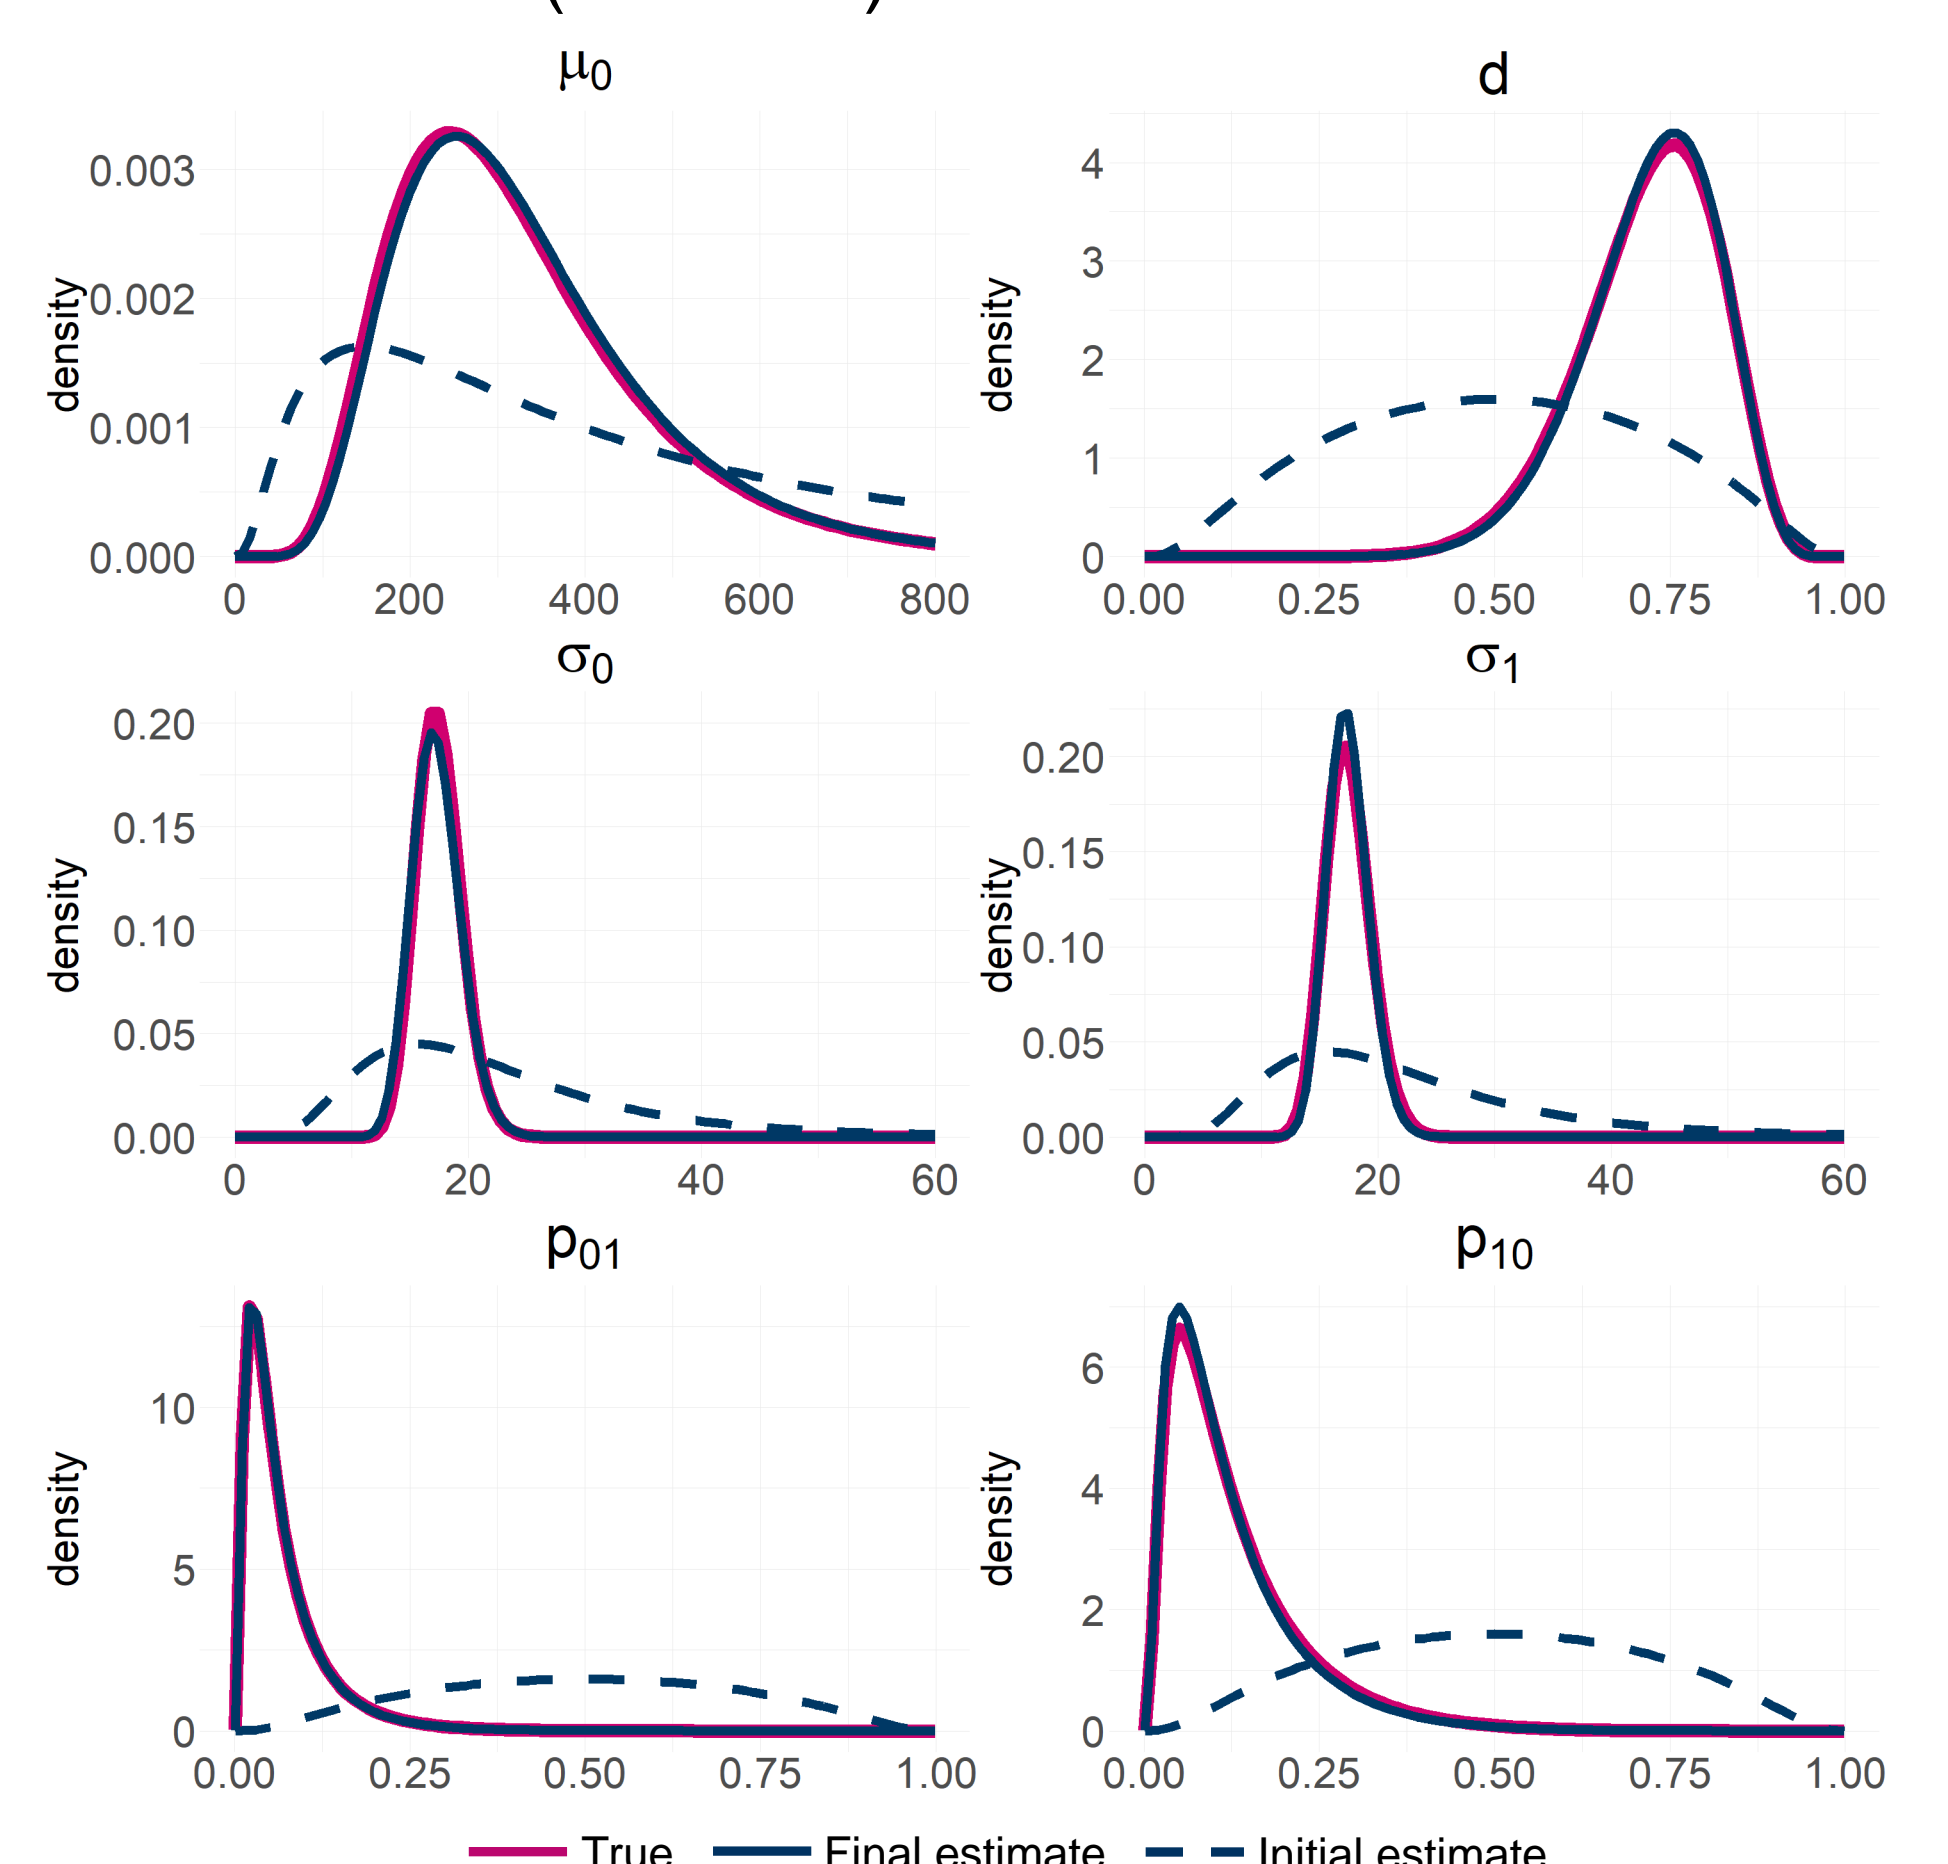 μ0 d
density density
0.003 0.002 0.001 0.000
4 3 2 1 0
0 200 400 600 800
0.00 0.25 0.50 0.75 1.00
σ0 σ1
density density
0.20 0.15 0.10 0.05 0.00
0.20 0.15 0.10 0.05 0.00
0 20 40 60
0 20 40 60
p01 p10
density density
10 5 0
6 4 2 0
0.00 0.25 0.50 0.75 1.00
0.00 0.25 0.50 0.75 1.00
True Final estimate Initial estimate